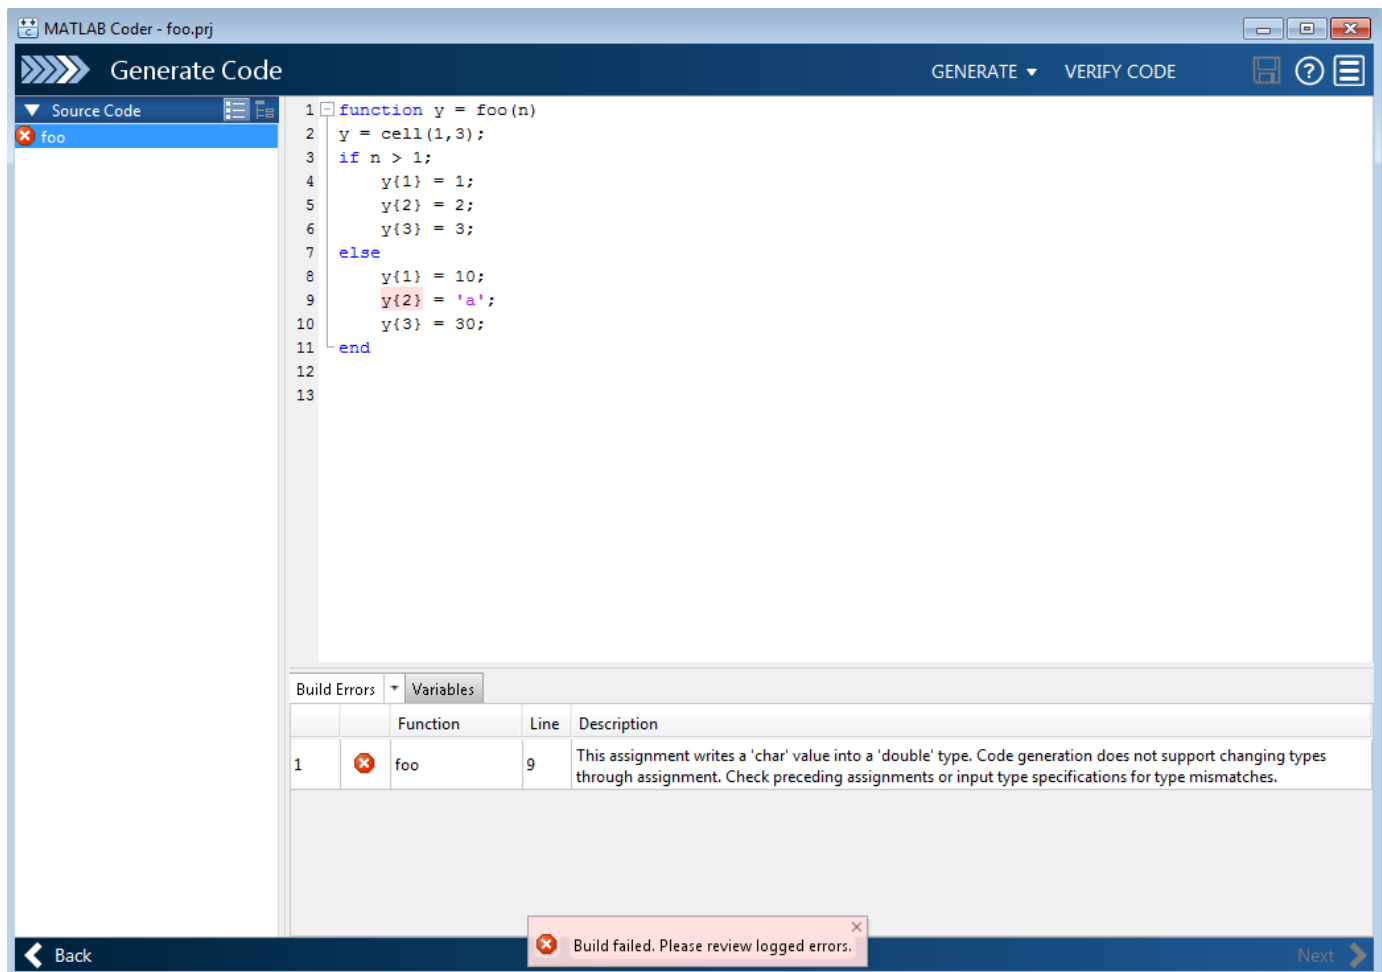 MATLAB Coder - foo.prj
Generate Code
GENERATE
VERIFY CODE
Source Code
foo
1 function y = foo(n)
2 y = cell(1,3);
3 if n > 1;
4 y{1} = 1;
5 y{2} = 2;
6 y{3} = 3;
7 else
8 y{1} = 10;
9 y{2} = 'a';
10 y{3} = 30;
11 end
12
13
Build Errors Variables
Function Line Description
1 foo 9 This assignment writes a 'char' value into a 'double' type. Code generation does not support changing types
through assignment. Check preceding assignments or input type specifications for type mismatches.
Build failed. Please review logged errors.
Back
Next